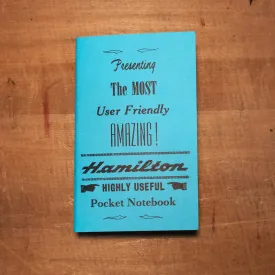 Presenting
The MOST
User Friendly
AMAZING!
Hamilton
HIGHLY USEFUL
Pocket Notebook